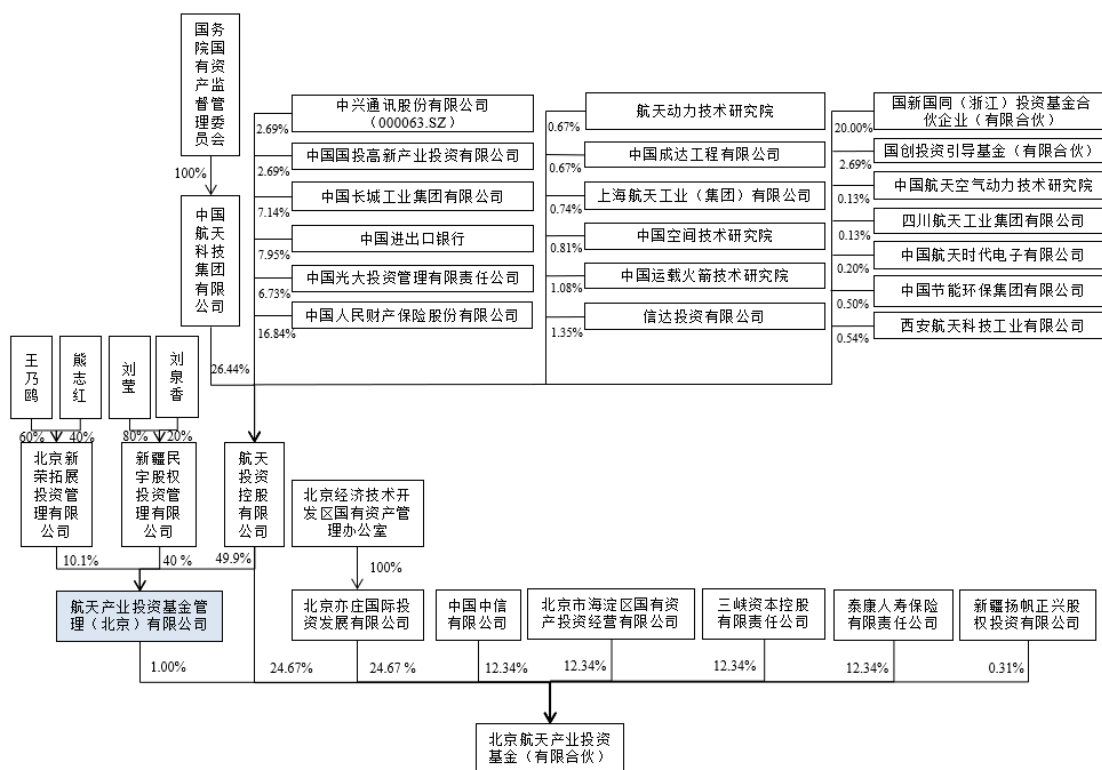 国务院国有资产监督管理委员会
100%
中国航天科技集团有限公司
26.44%
中兴通讯股份有限公司
（000063.SZ）
2.69%
中国国投高新产业投资有限公司
2.69%
中国长城工业集团有限公司
7.14%
中国进出口银行
7.95%
中国光大投资管理有限责任公司
6.73%
中国人民财产保险股份有限公司
16.84%
航天动力技术研究院
0.67%
中国成达工程有限公司
0.67%
上海航天工业（集团）有限公司
0.74%
中国空间技术研究院
0.81%
中国运载火箭技术研究院
1.08%
信达投资有限公司
1.35%
国新国同（浙江）投资基金合
伙企业（有限合伙）
20.00%
国创投资引导基金（有限合伙）
2.69%
中国航天空气动力技术研究院
0.13%
四川航天工业集团有限公司
0.13%
中国航天时代电子有限公司
0.20%
中国节能环保集团有限公司
0.50%
西安航天科技工业有限公司
0.54%
王乃鸥
熊志红
刘莹
刘泉香
60%
40%
80%
20%
北京新荣拓展投资管理有限公司
新疆民宇股权投资管理有限公司
航天投资控股有限公司
北京经济技术开
发区国有资产管
理办公室
10.1%
40 %
49.9%
100%
航天产业投资基金管
理（北京）有限公司
北京亦庄国际投
资发展有限公司
中国中信
有限公司
北京市海淀区国有资
产投资经营有限公司
三峡资本控股
有限责任公司
泰康人寿保险
有限责任公司
新疆扬帆正兴股
权投资有限公司
1.00%
24.67%
24.67 %
12.34%
12.34%
12.34%
12.34%
0.31%
北京航天产业投资
基金（有限合伙）